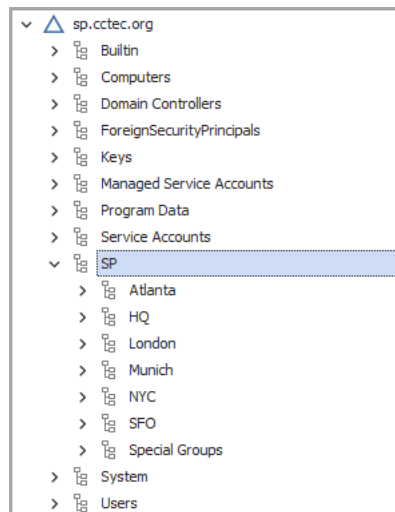 sp.cctec.org
Builtin
Computers
Domain Controllers
ForeignSecurityPrincipals
Keys
Managed Service Accounts
Program Data
Service Accounts
SP
Atlanta
HQ
London
Munich
NYC
SFO
Special Groups
System
Users